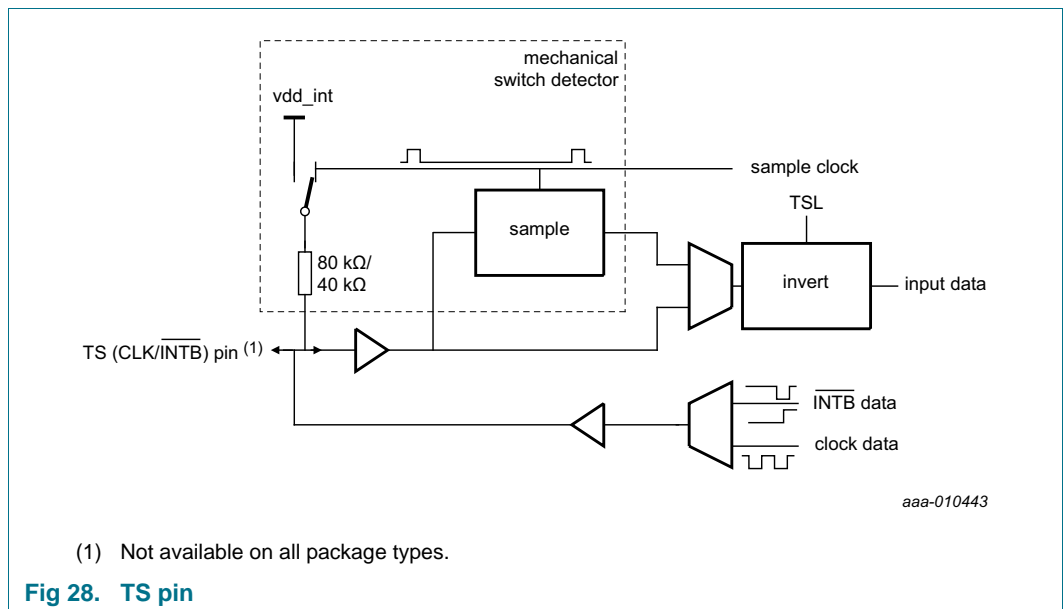 mechanical
switch detector
vdd_int
sample clock
TSL
sample
80 kΩ/
40 kΩ
invert
input data
TS (CLK/INTB) pin (1)
INTB data
clock data
aaa-010443
(1) Not available on all package types.
Fig 28. TS pin